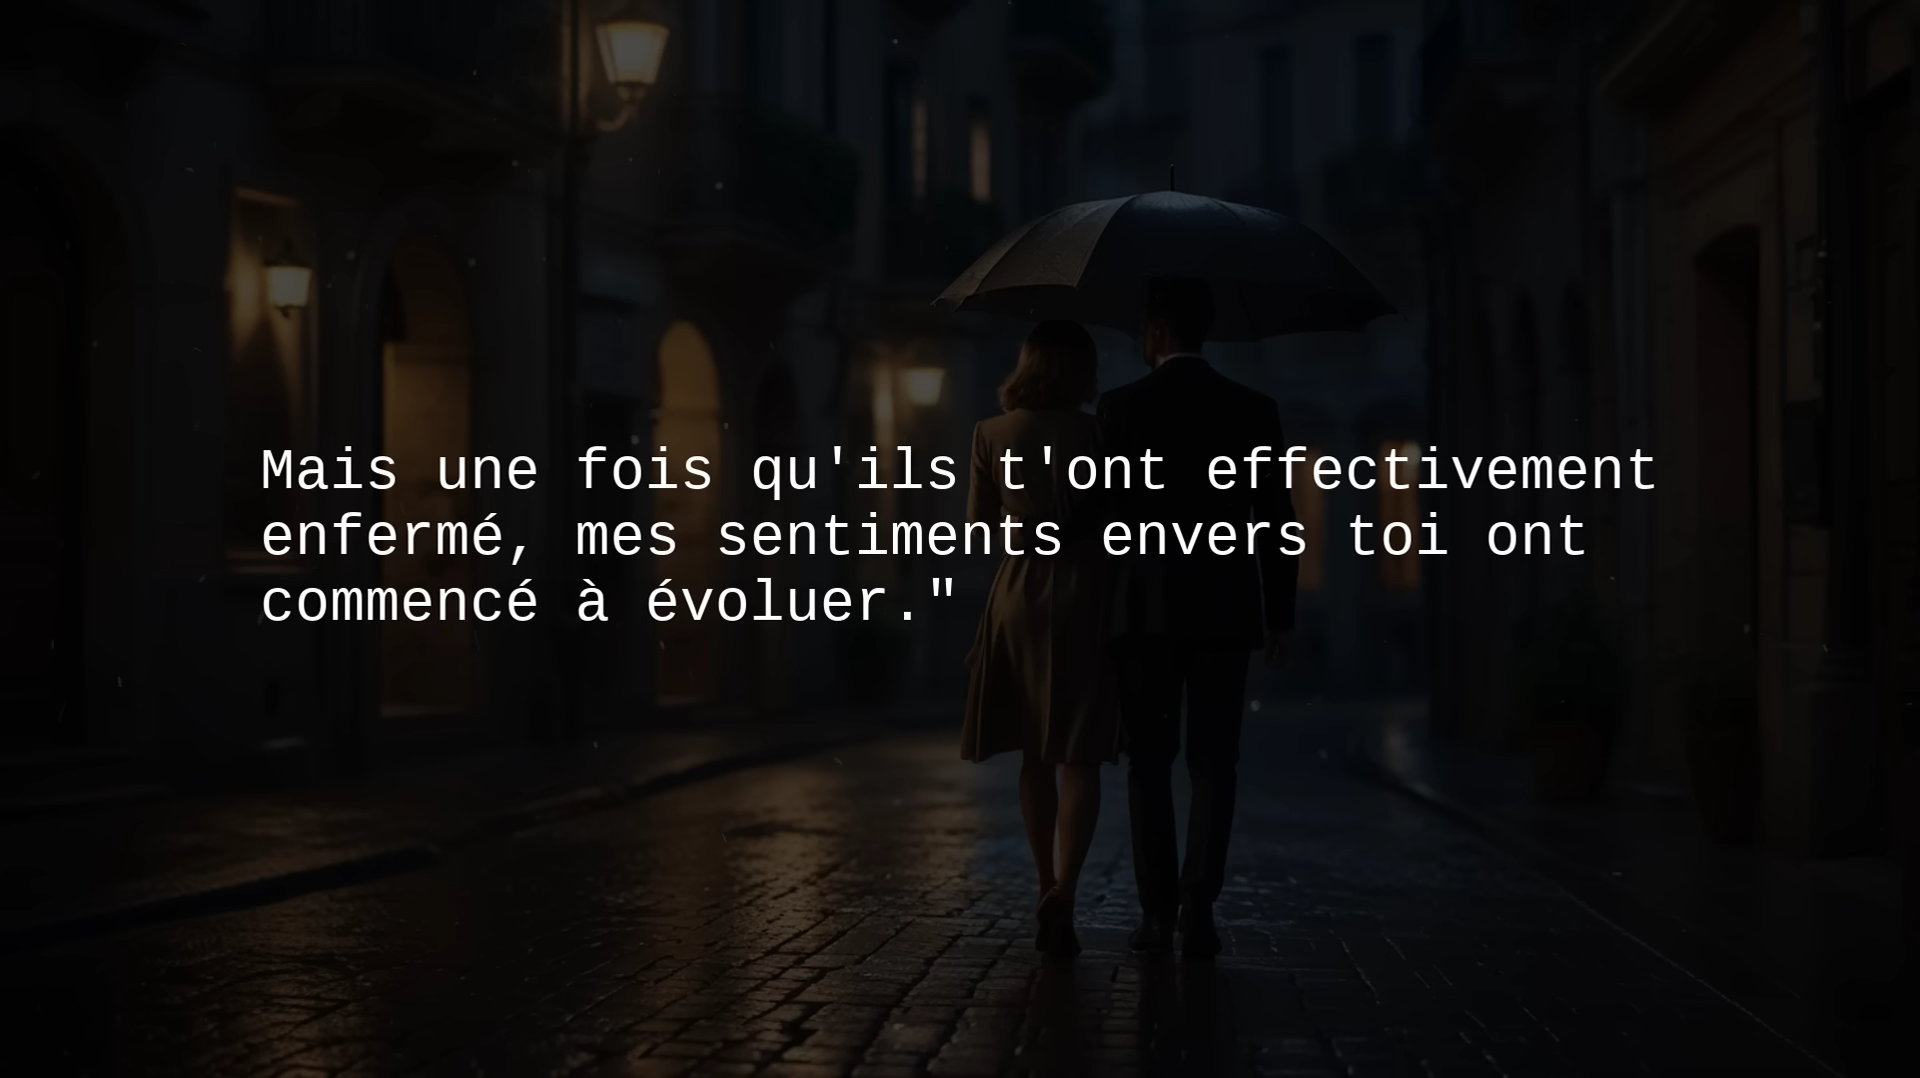 Mais une fois qu'ils t'ont effectivement
enfermé, mes sentiments envers toi ont
commencé à évoluer."